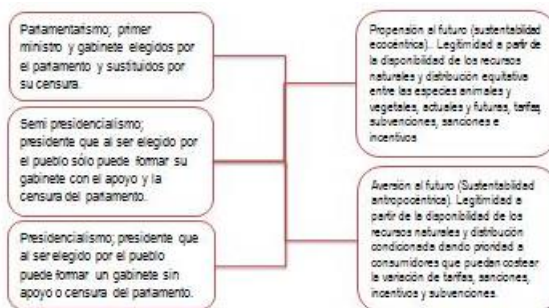 Parlamentarismo; primer
ministro y gabinete elegidos por
el parlamento y sustituidos por
su censura.
Semi presidencialismo;
presidente que al ser elegido por
el pueblo sólo puede formar su
gabinete con el apoyo y la
censura del parlamento.
Presidencialismo; presidente que
al ser elegido por el pueblo
puede formar un gabinete sin
apoyo o censura del parlamento.
Propensión al futuro (sustentabilidad
ecocéntrica). Legitimidad a partir de
la disponibilidad de los recursos
naturales y distribución equitativa
entre las especies animales y
vegetales, actuales y futuras, tarifas,
subvenciones, sanciones e
incentivos
Aversión al futuro (Sustentabilidad
antropocéntrica). Legitimidad a
partir de la disponibilidad de los
recursos naturales y distribución
condicionada dando prioridad a
consumidores que puedan costear
la variación de tarifas, sanciones,
incentivos y subvenciones.